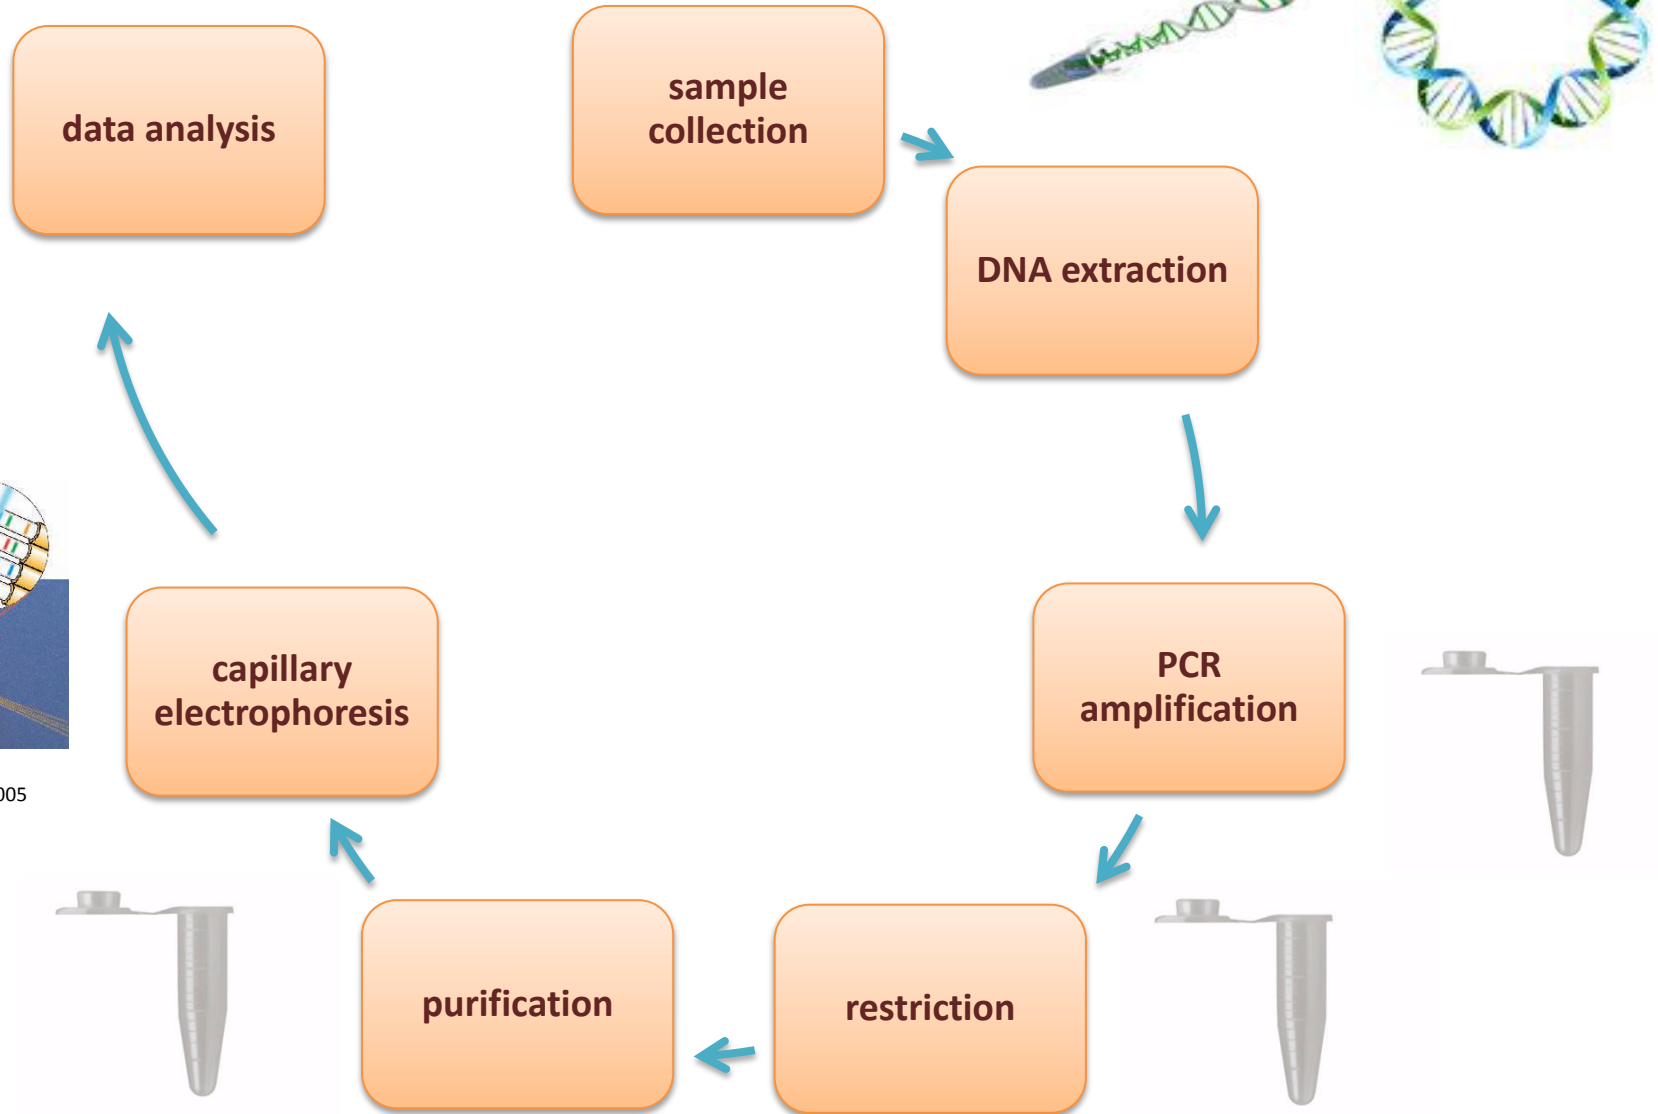 sample
collection
DNA extraction
PCR
amplification
restriction
purification
capillary
electrophoresis
data analysis
005